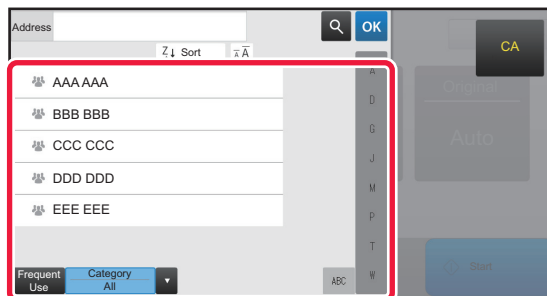 Address
OK
CA
Sort
A A
A
AAA AAA
D
BBB BBB
G
CCC CCC
J
DDD DDD
M
EEE EEE
P
T
W
Original
Auto
Frequent
Use
Category
All
ABC
Start